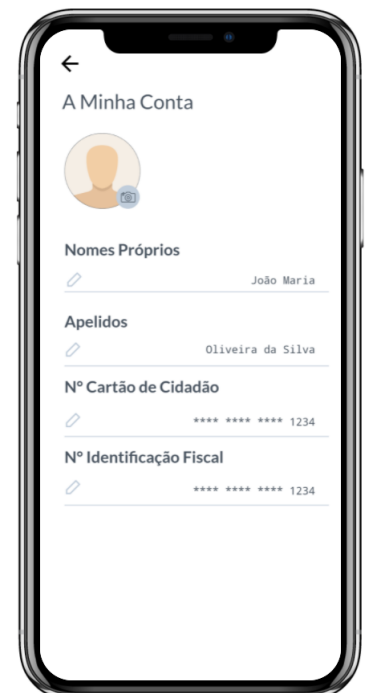 A Minha Conta
Nomes Próprios
João Maria
Apelidos
Oliveira da Silva
Nº Cartão de Cidadão
**** **** **** 1234
Nº Identificação Fiscal
**** **** **** 1234